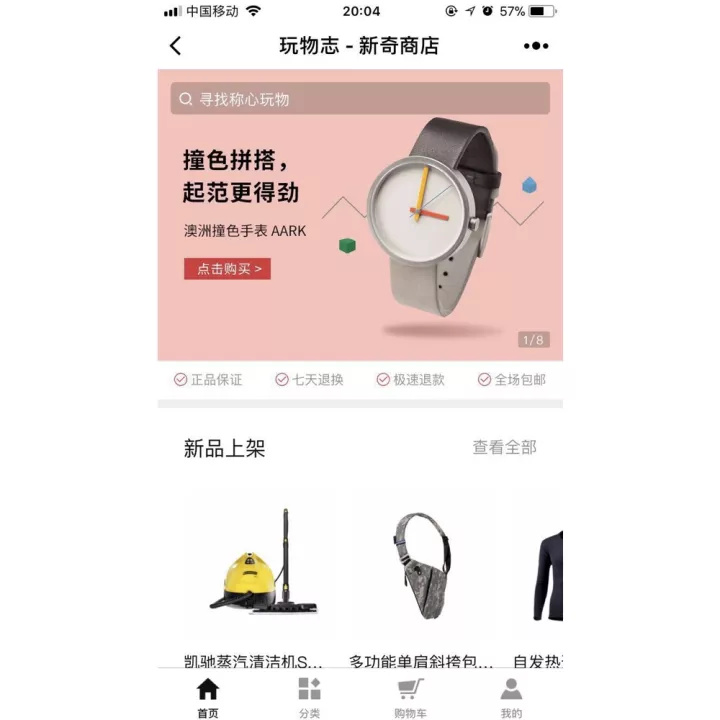 中国移动
20:04
57%
玩物志 - 新奇商店
寻找称心玩物
撞色拼搭，
起范更得劲
澳洲撞色手表 AARK
点击购买 >
1/8
正品保证
七天退换
极速退款
全场包邮
新品上架
查看全部
凯驰蒸汽清洁机S...
多功能单肩斜挎包...
自发热
首页
分类
购物车
我的